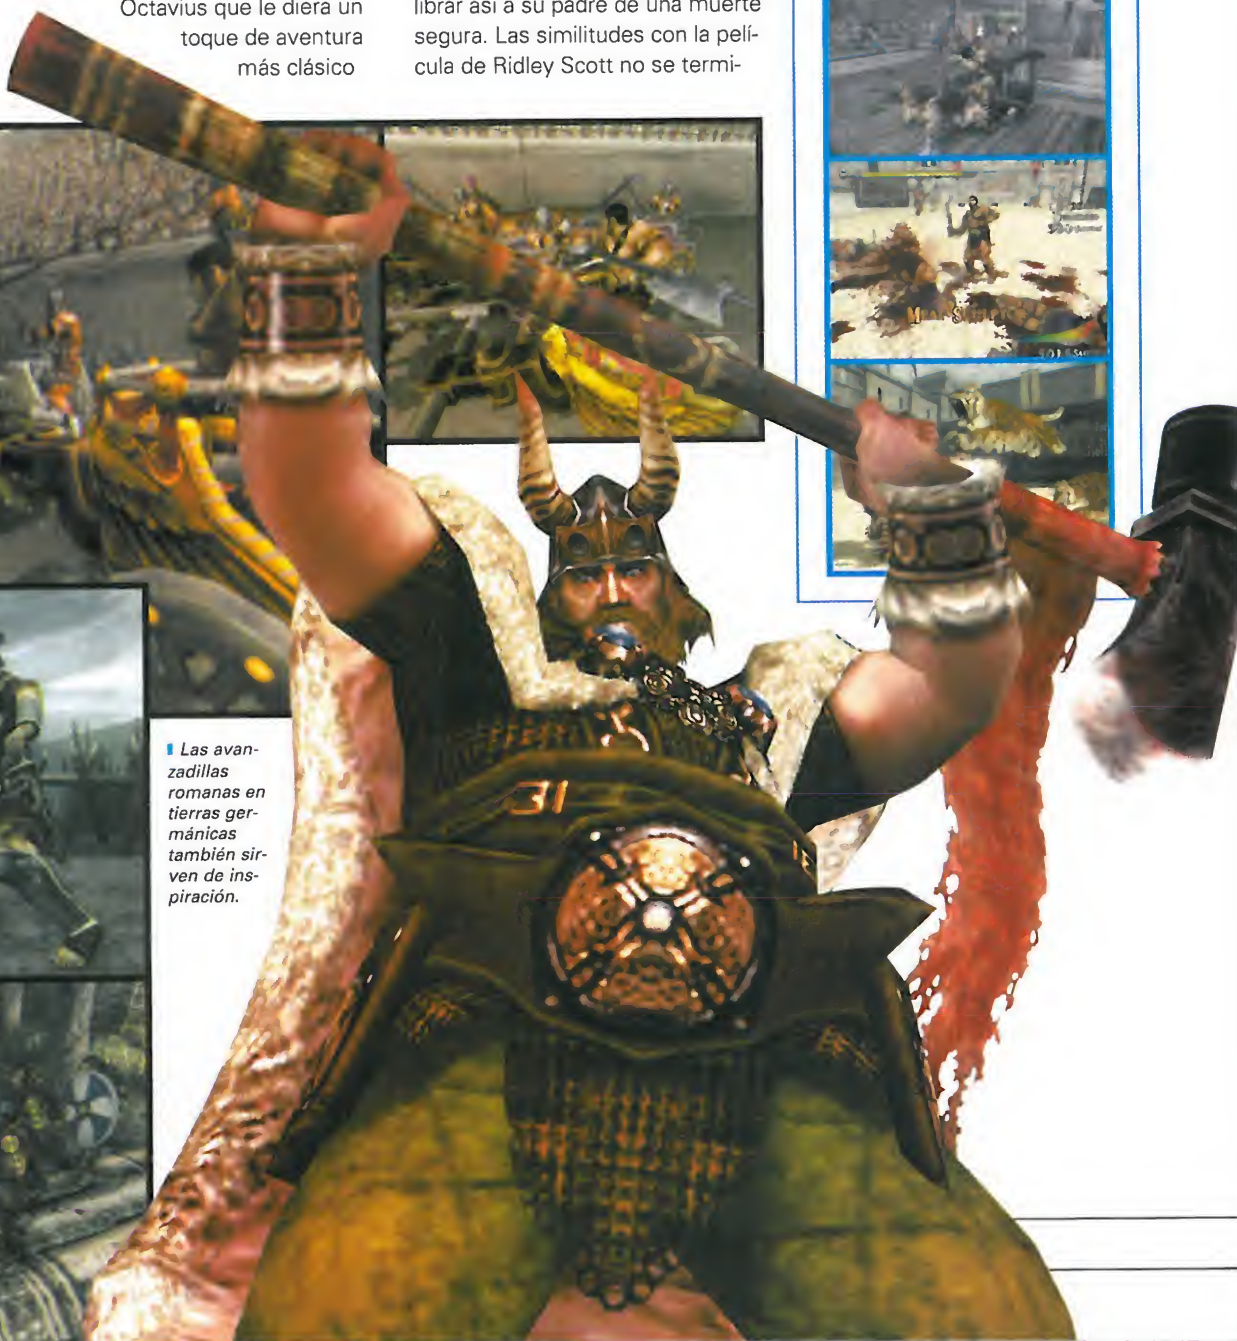 Octavius que le diera un
toque de aventura
más clásico
librar así a su padre de una muerte
segura. Las similitudes con la pelí-
cula de Ridley Scott no se termi-
Las avan-
zadillas
romanas en
tierras ger-
mánicas
también sir-
ven de ins-
piración.